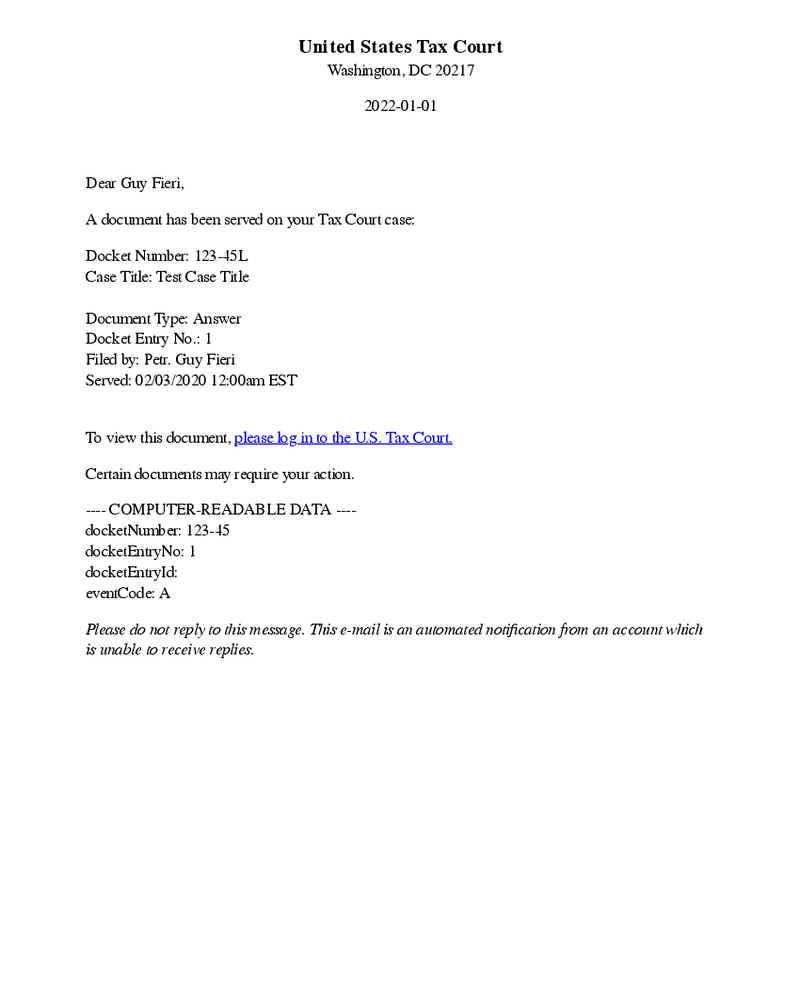 United States Tax Court
Washington, DC 20217
2022-01-01
Dear Guy Fieri,
A document has been served on your Tax Court case:
Docket Number: 123-45L
Case Title: Test Case Title
Document Type: Answer
Docket Entry No.: 1
Filed by: Petr. Guy Fieri
Served: 02/03/2020 12:00am EST
To view this document, please log in to the U.S. Tax Court.
Certain documents may require your action.
---- COMPUTER-READABLE DATA ----
docketNumber: 123-45
docketEntryNo: 1
docketEntryId:
eventCode: A
Please do not reply to this message. This e-mail is an automated notification from an account which
is unable to receive replies.